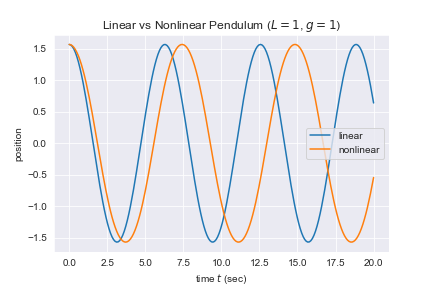 Linear vs Nonlinear Pendulum (L = 1, g = 1)
1.5
1.0
0.5
0.0
−0.5
−1.0
−1.5
position
linear
nonlinear
0.0 2.5 5.0 7.5 10.0 12.5 15.0 17.5 20.0
time t (sec)